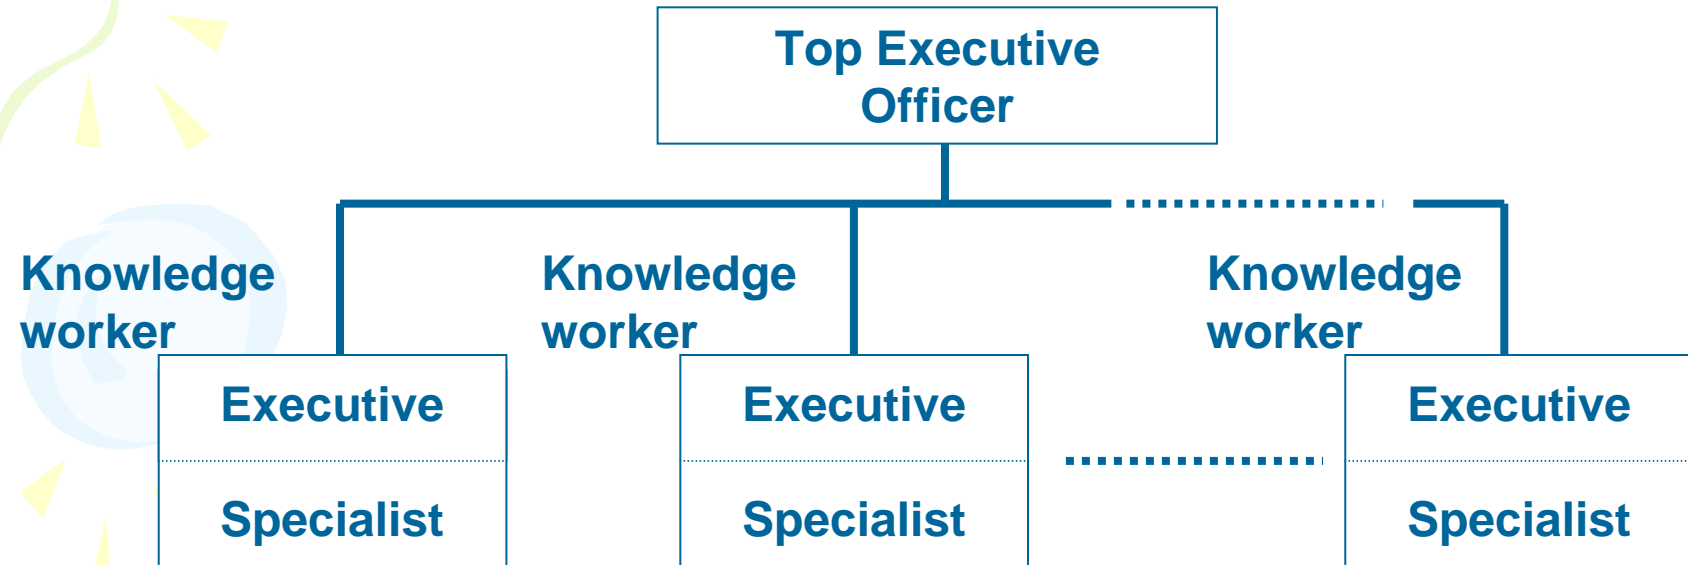 Top Executive
Officer
Knowledge
worker
Knowledge
worker
Knowledge
worker
Executive
Executive
Executive
Specialist
Specialist
Specialist